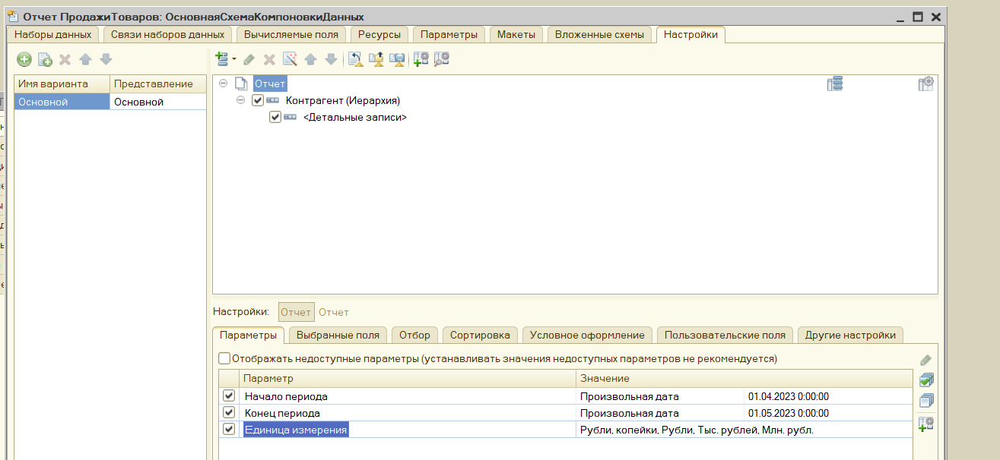 Отчет ПродажиТоваров: ОсновнаяСхемаКомпоновкиДанных
Наборы данных Связи наборов данных Вычисляемые поля Ресурсы Параметры Макеты Вложенные схемы Настройки
Имя варианта Представление
Основной Основной
Отчет
Контрагент (Иерархия)
<Детальные записи>
Настройки: Отчет Отчет
Параметры Выбранные поля Отбор Сортировка Условное оформление Пользовательские поля Другие настройки
Отображать недоступные параметры (устанавливать значения недоступных параметров не рекомендуется)
Параметр Значение
Начало периода Произвольная дата 01.04.2023 0:00:00
Конец периода Произвольная дата 01.05.2023 0:00:00
Единица измерения Рубли, копейки, Рубли, Тыс. рублей, Млн. рубл.